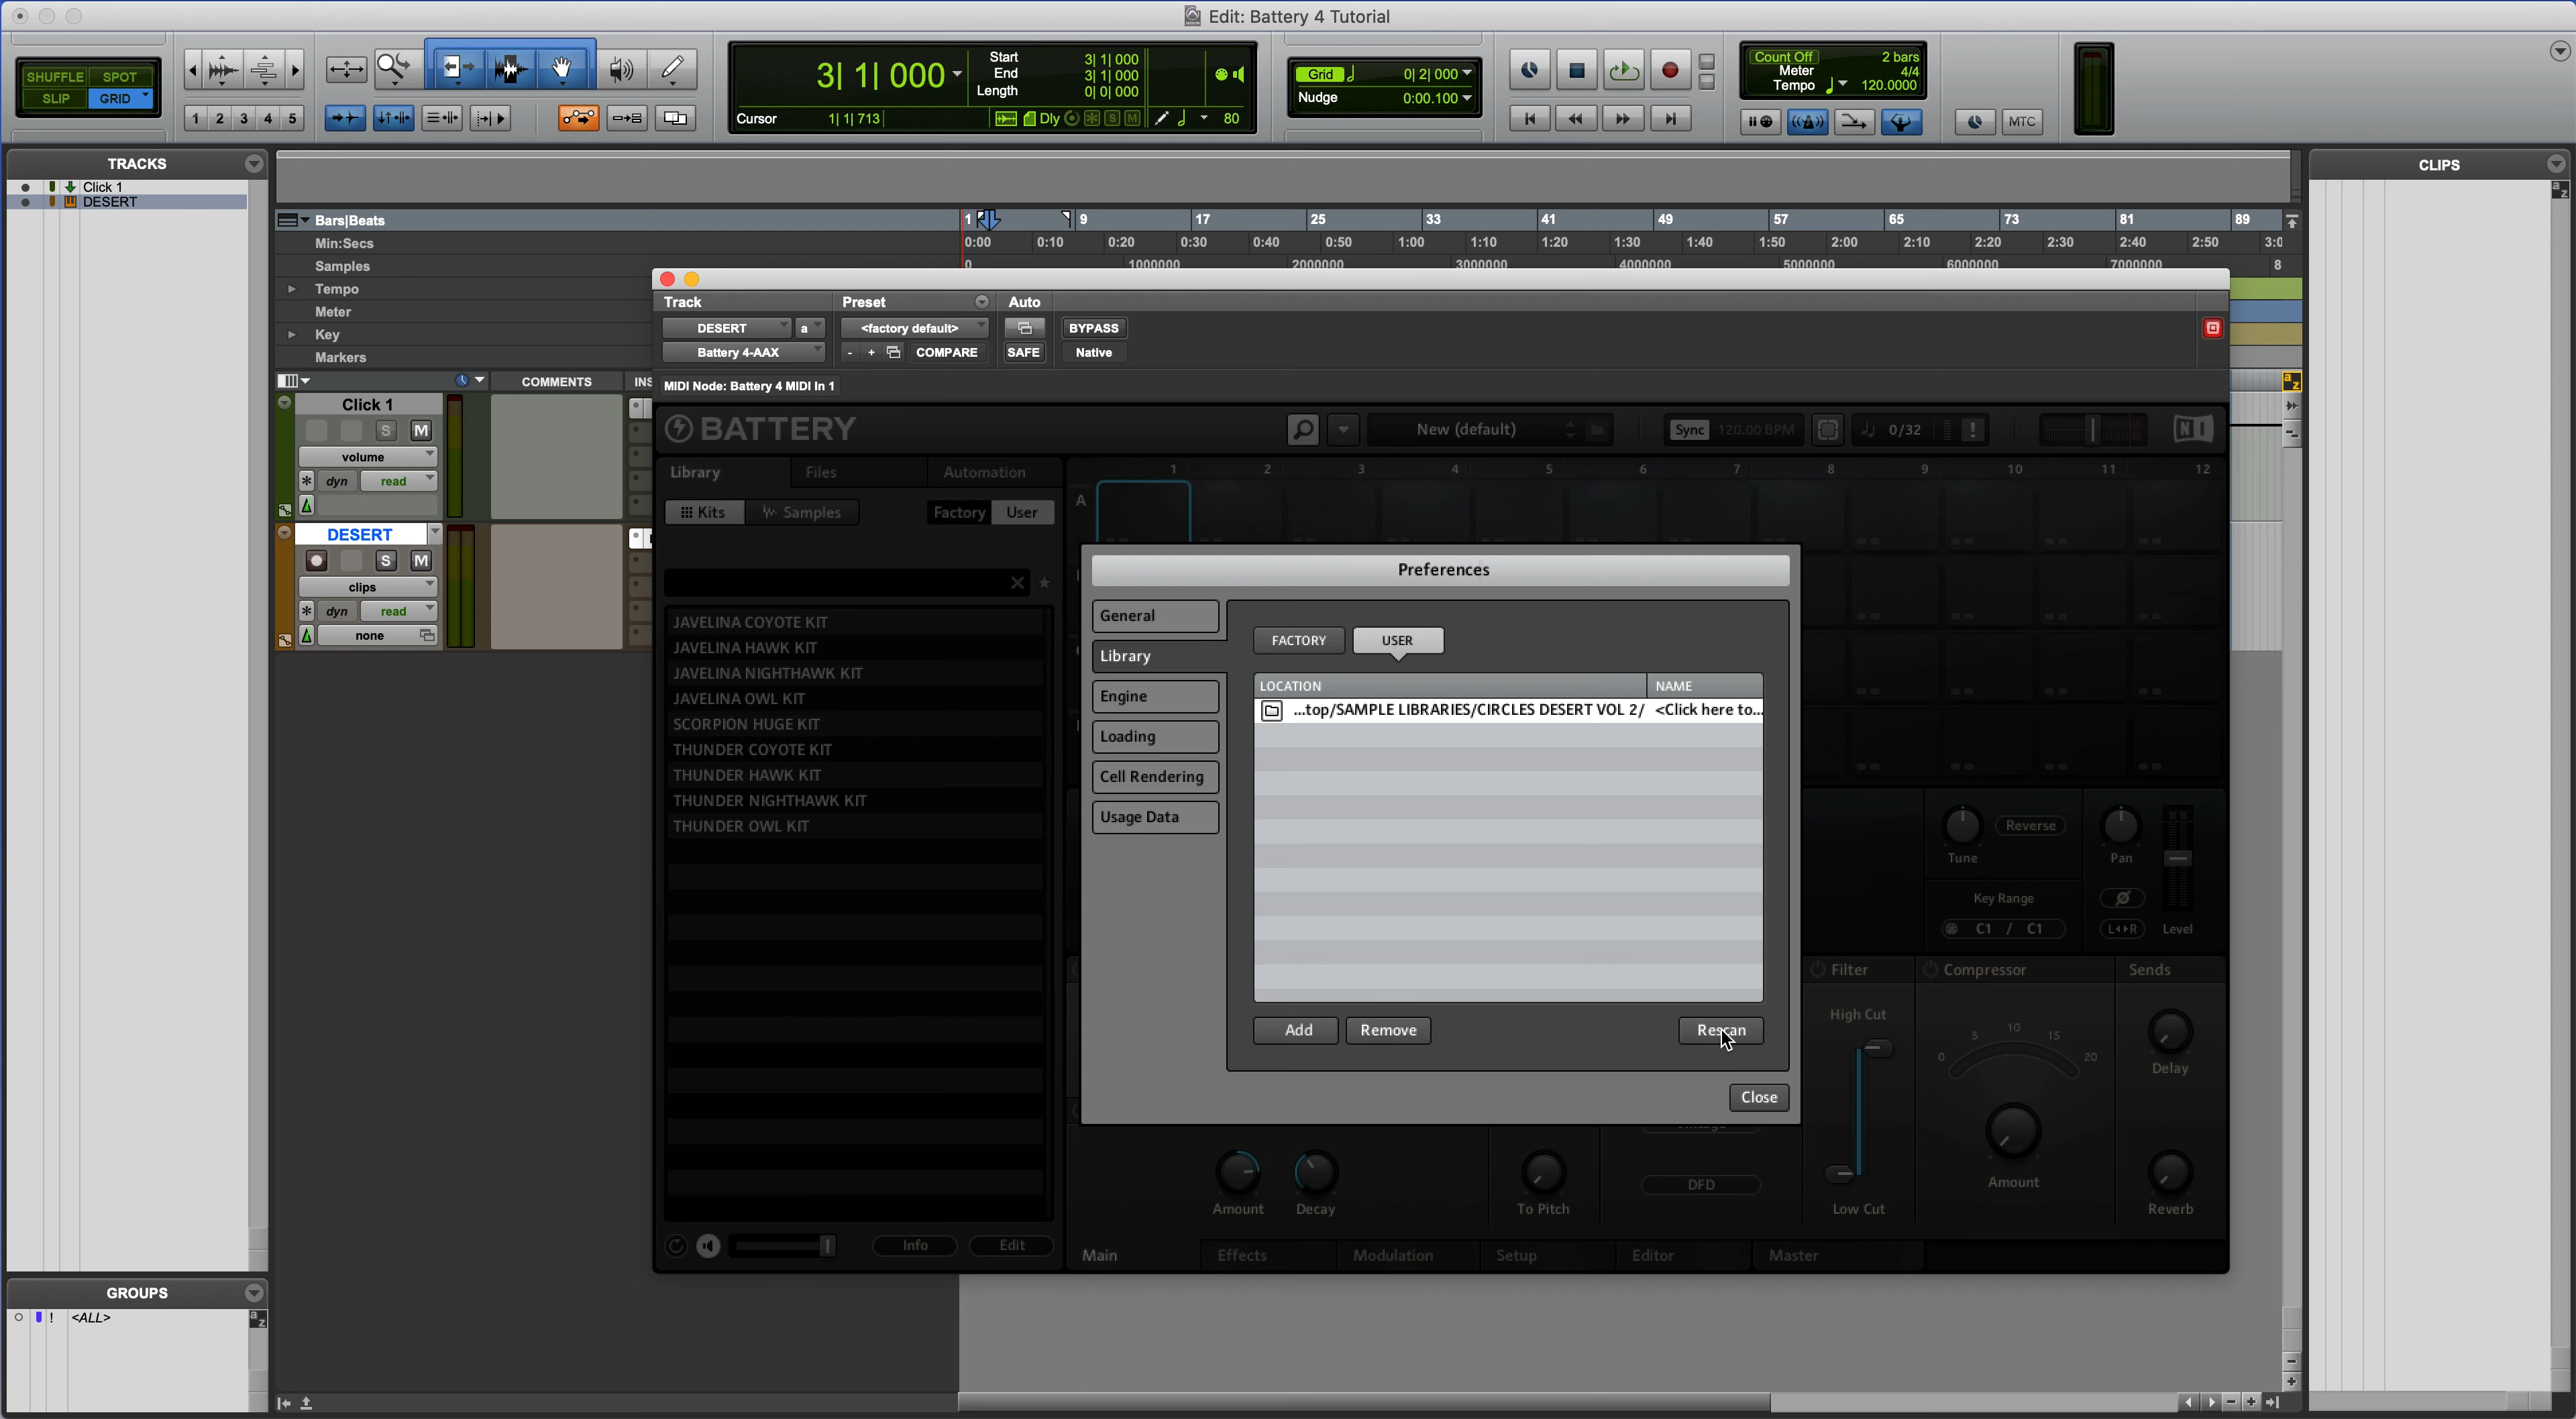 Edit: Battery 4 Tutorial
SHUFFLE SPOT
SLIP GRID
1 2 3 4 5
3| 1| 000
Start 3| 1| 000
End 3| 1| 000
Length 0| 0| 000
Cursor 1| 1| 713
Dly S M 80
Grid 0| 2| 000
Nudge 0:00.100
Count Off 2 bars
Meter 4/4
Tempo 120.0000
MTC
TRACKS
Click 1
DESERT
CLIPS
Bars|Beats 1 9 17 25 33 41 49 57 65 73 81 89
Min:Secs 0:00 0:10 0:20 0:30 0:40 0:50 1:00 1:10 1:20 1:30 1:40 1:50 2:00 2:10 2:20 2:30 2:40 2:50
Samples 0 1000000 2000000 3000000 4000000 5000000 6000000 7000000 8
Tempo
Meter
Key
Markers
COMMENTS INS
Click 1
S M
volume
dyn read
DESERT
S M
clips
dyn read
none
Track Preset Auto
DESERT a <factory default> BYPASS
Battery 4-AAX - + COMPARE SAFE Native
MIDI Node: Battery 4 MIDI In 1
BATTERY New (default) Sync 120.00 BPM 0/32 ! NI
Library Files Automation
1 2 3 4 5 6 7 8 9 10 11 12
Kits Samples Factory User
A
JAVELINA COYOTE KIT
JAVELINA HAWK KIT
JAVELINA NIGHTHAWK KIT
JAVELINA OWL KIT
SCORPION HUGE KIT
THUNDER COYOTE KIT
THUNDER HAWK KIT
THUNDER NIGHTHAWK KIT
THUNDER OWL KIT
Info Edit
Preferences
General
Library
Engine
Loading
Cell Rendering
Usage Data
FACTORY USER
LOCATION NAME
...top/SAMPLE LIBRARIES/CIRCLES DESERT VOL 2/ <Click here to...
Add Remove Rescan
Close
Tune Reverse Pan
Key Range
C1 / C1 L R Level
Filter Compressor Sends
High Cut
0 5 10 15 20
Delay
Amount
Low Cut Reverb
DFD
Amount Decay To Pitch
Main Effects Modulation Setup Editor Master
GROUPS
! <ALL>